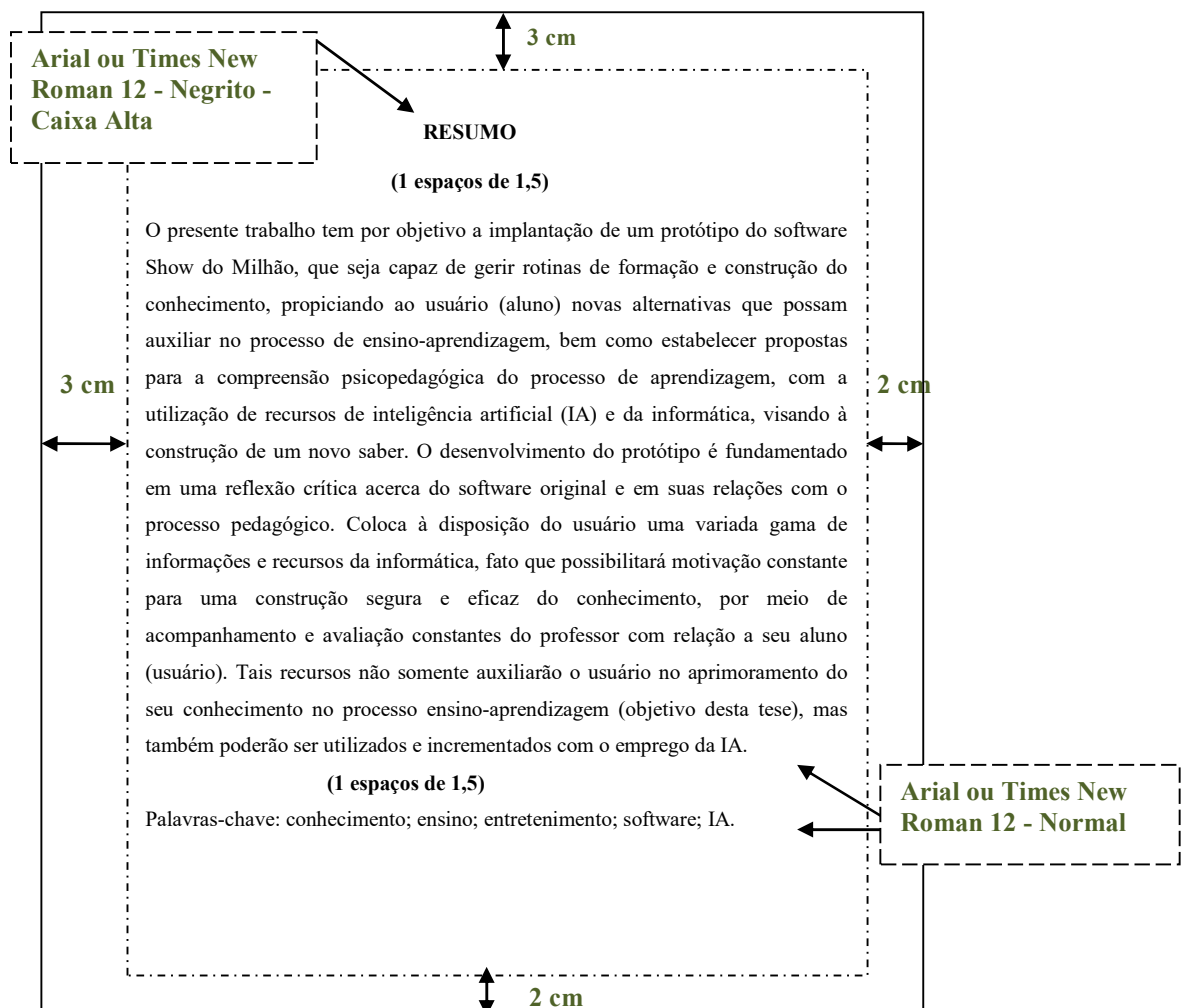 3 cm
Arial ou Times New
Roman 12 - Negrito -
Caixa Alta
RESUMO
(1 espaços de 1,5)
O presente trabalho tem por objetivo a implantação de um protótipo do software
Show do Milhão, que seja capaz de gerir rotinas de formação e construção do
conhecimento, propiciando ao usuário (aluno) novas alternativas que possam
auxiliar no processo de ensino-aprendizagem, bem como estabelecer propostas
para a compreensão psicopedagógica do processo de aprendizagem, com a
utilização de recursos de inteligência artificial (IA) e da informática, visando à
construção de um novo saber. O desenvolvimento do protótipo é fundamentado
em uma reflexão crítica acerca do software original e em suas relações com o
processo pedagógico. Coloca à disposição do usuário uma variada gama de
informações e recursos da informática, fato que possibilitará motivação constante
para uma construção segura e eficaz do conhecimento, por meio de
acompanhamento e avaliação constantes do professor com relação a seu aluno
(usuário). Tais recursos não somente auxiliarão o usuário no aprimoramento do
seu conhecimento no processo ensino-aprendizagem (objetivo desta tese), mas
também poderão ser utilizados e incrementados com o emprego da IA.
3 cm
2 cm
(1 espaços de 1,5)
Palavras-chave: conhecimento; ensino; entretenimento; software; IA.
Arial ou Times New
Roman 12 - Normal
2 cm